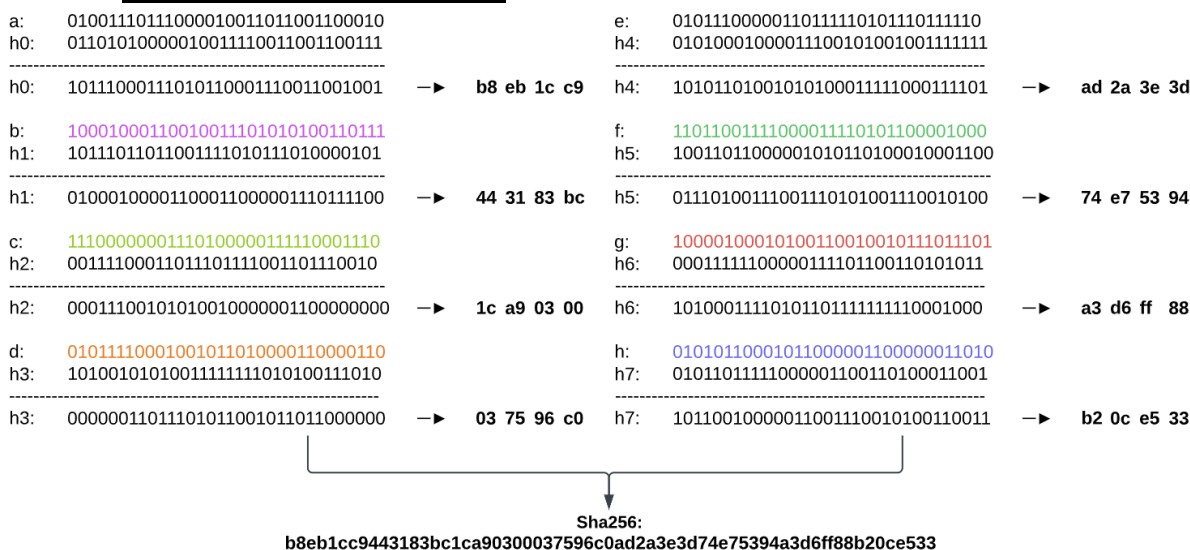 a: 01001110111000010011011001100010
h0: 01101010000010011110011001100111
h0: 10111000111010110001110011001001 b8 eb 1c c9
b: 10001000110010011101010100110111
h1: 10111011011001111010111010000101
h1: 01000100001100011000001110111100 44 31 83 bc
c: 11100000001110100000111110001110
h2: 00111100011011101111001101110010
h2: 00011100101010010000001100000000 1c a9 03 00
d: 01011110001001011010000110000110
h3: 10100101010011111111010100111010
h3: 00000011011101011001011011000000 03 75 96 c0
e: 01011100000110111110101110111110
h4: 01010001000011100101001001111111
h4: 10101101001010100011111000111101 ad 2a 3e 3d
f: 11011001111000011110101100001000
h5: 10011011000001010110100010001100
h5: 01110100111001110101001110010100 74 e7 53 94
g: 10000100010100110010010111011101
h6: 00011111100000111101100110101011
h6: 10100011110101101111111110001000 a3 d6 ff 88
h: 01010110001011000001100000011010
h7: 01011011111000001100110100011001
h7: 10110010000011001110010100110011 b2 0c e5 33
Sha256:
b8eb1cc9443183bc1ca90300037596c0ad2a3e3d74e75394a3d6ff88b20ce533